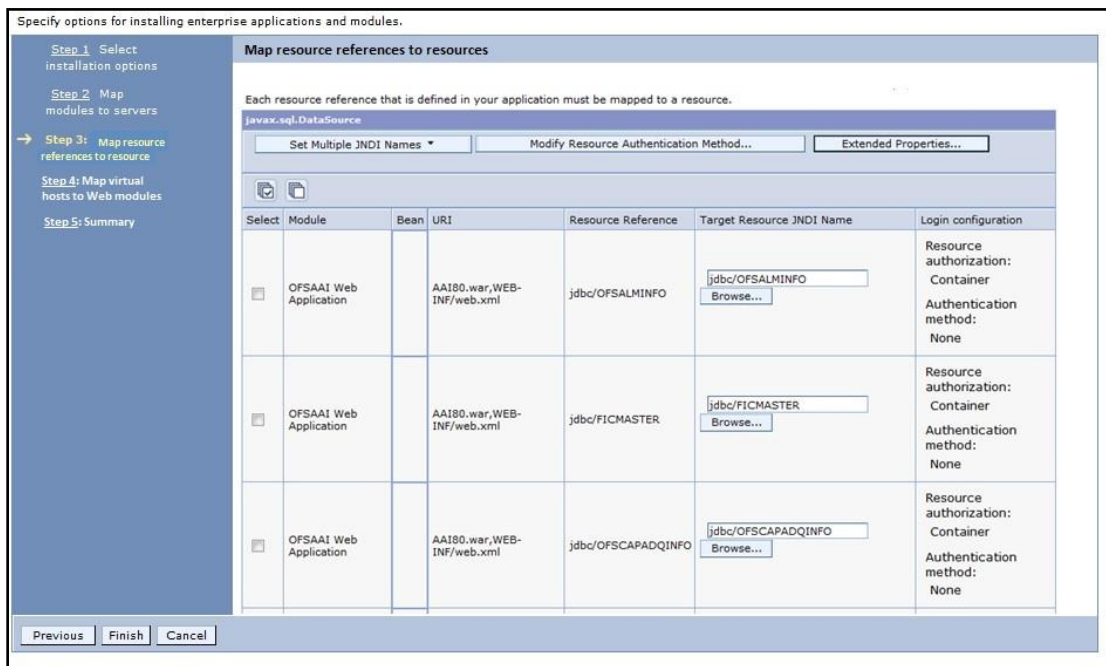 Specify options for installing enterprise applications and modules.
Step 1 Select
installation options
Step 2 Map
modules to servers
Step 3: Map resource
references to resource
Step 4: Map virtual
hosts to Web modules
Step 5: Summary
Map resource references to resources
Each resource reference that is defined in your application must be mapped to a resource.
javax.sql.DataSource
Set Multiple JNDI Names
Modify Resource Authentication Method...
Extended Properties...
Select Module Bean URI Resource Reference Target Resource JNDI Name Login configuration
OFSAAI Web
Application
AAI80.war,WEB-
INF/web.xml
jdbc/OFSALMINFO
jdbc/OFSALMINFO
Browse...
Resource
authorization:
Container
Authentication
method:
None
OFSAAI Web
Application
AAI80.war,WEB-
INF/web.xml
jdbc/FICMASTER
jdbc/FICMASTER
Browse...
Resource
authorization:
Container
Authentication
method:
None
OFSAAI Web
Application
AAI80.war,WEB-
INF/web.xml
jdbc/OFSCAPADQINFO
jdbc/OFSCAPADQINFO
Browse...
Resource
authorization:
Container
Authentication
method:
None
Previous Finish Cancel